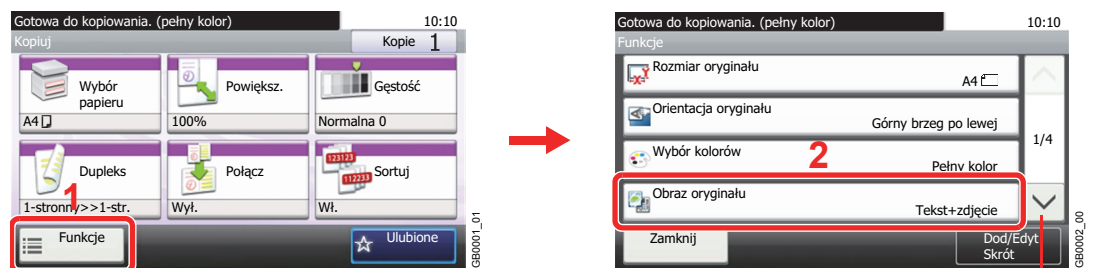 Gotowa do kopiowania. (pełny kolor)
10:10
Kopiuj
Kopie 1
Wybór
papieru
A4
Powiększ.
100%
Gęstość
Normalna 0
Dupleks
1-stronny>>1-str.
Połącz
Wył.
123123
112233
Sortuj
Wł.
1
Funkcje
Ulubione
GB0001_01
Gotowa do kopiowania. (pełny kolor)
10:10
Funkcje
Rozmiar oryginału
A4
Orientacja oryginału
Górny brzeg po lewej
1/4
Wybór kolorów
2
Pełny kolor
Obraz oryginału
Tekst+zdjęcie
Zamknij
Dod/Edyt
Skrót
GB0002_00